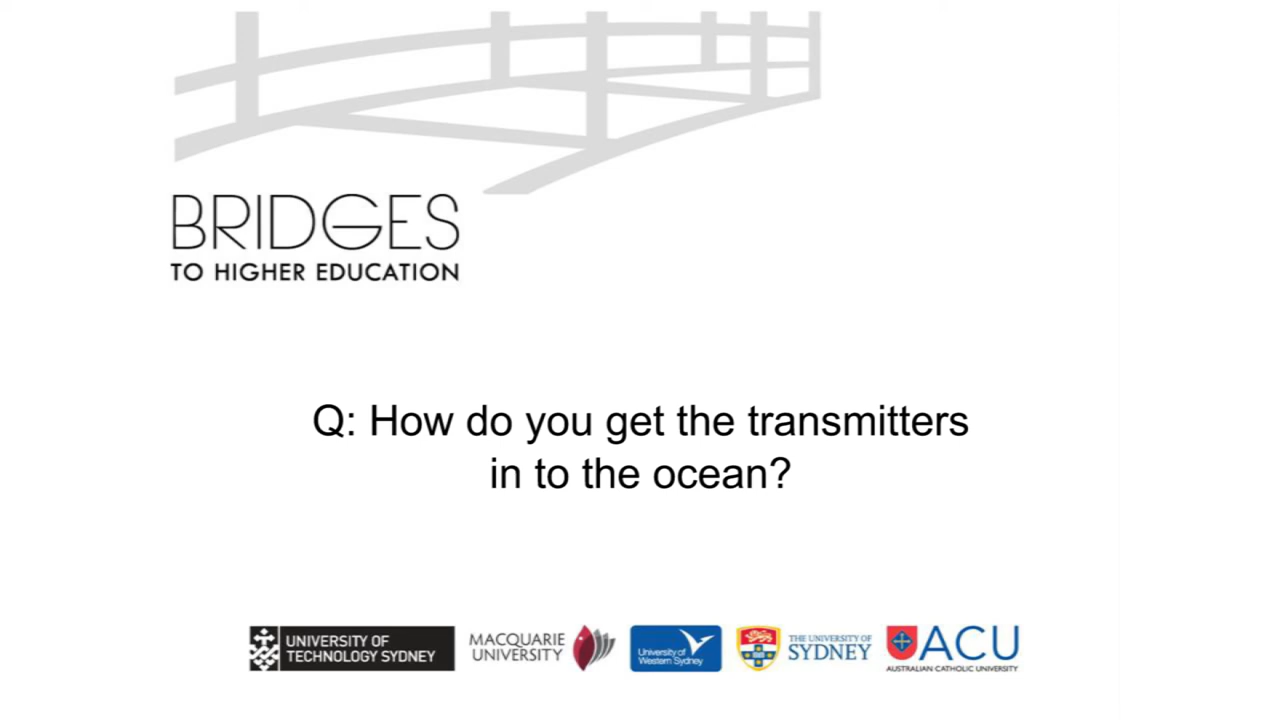 BRIDGES
TO HIGHER EDUCATION
Q: How do you get the transmitters
in to the ocean?
UNIVERSITY OF
TECHNOLOGY SYDNEY
MACQUARIE
UNIVERSITY
University of
Western Sydney
THE UNIVERSITY OF
SYDNEY
ACU
AUSTRALIAN CATHOLIC UNIVERSITY